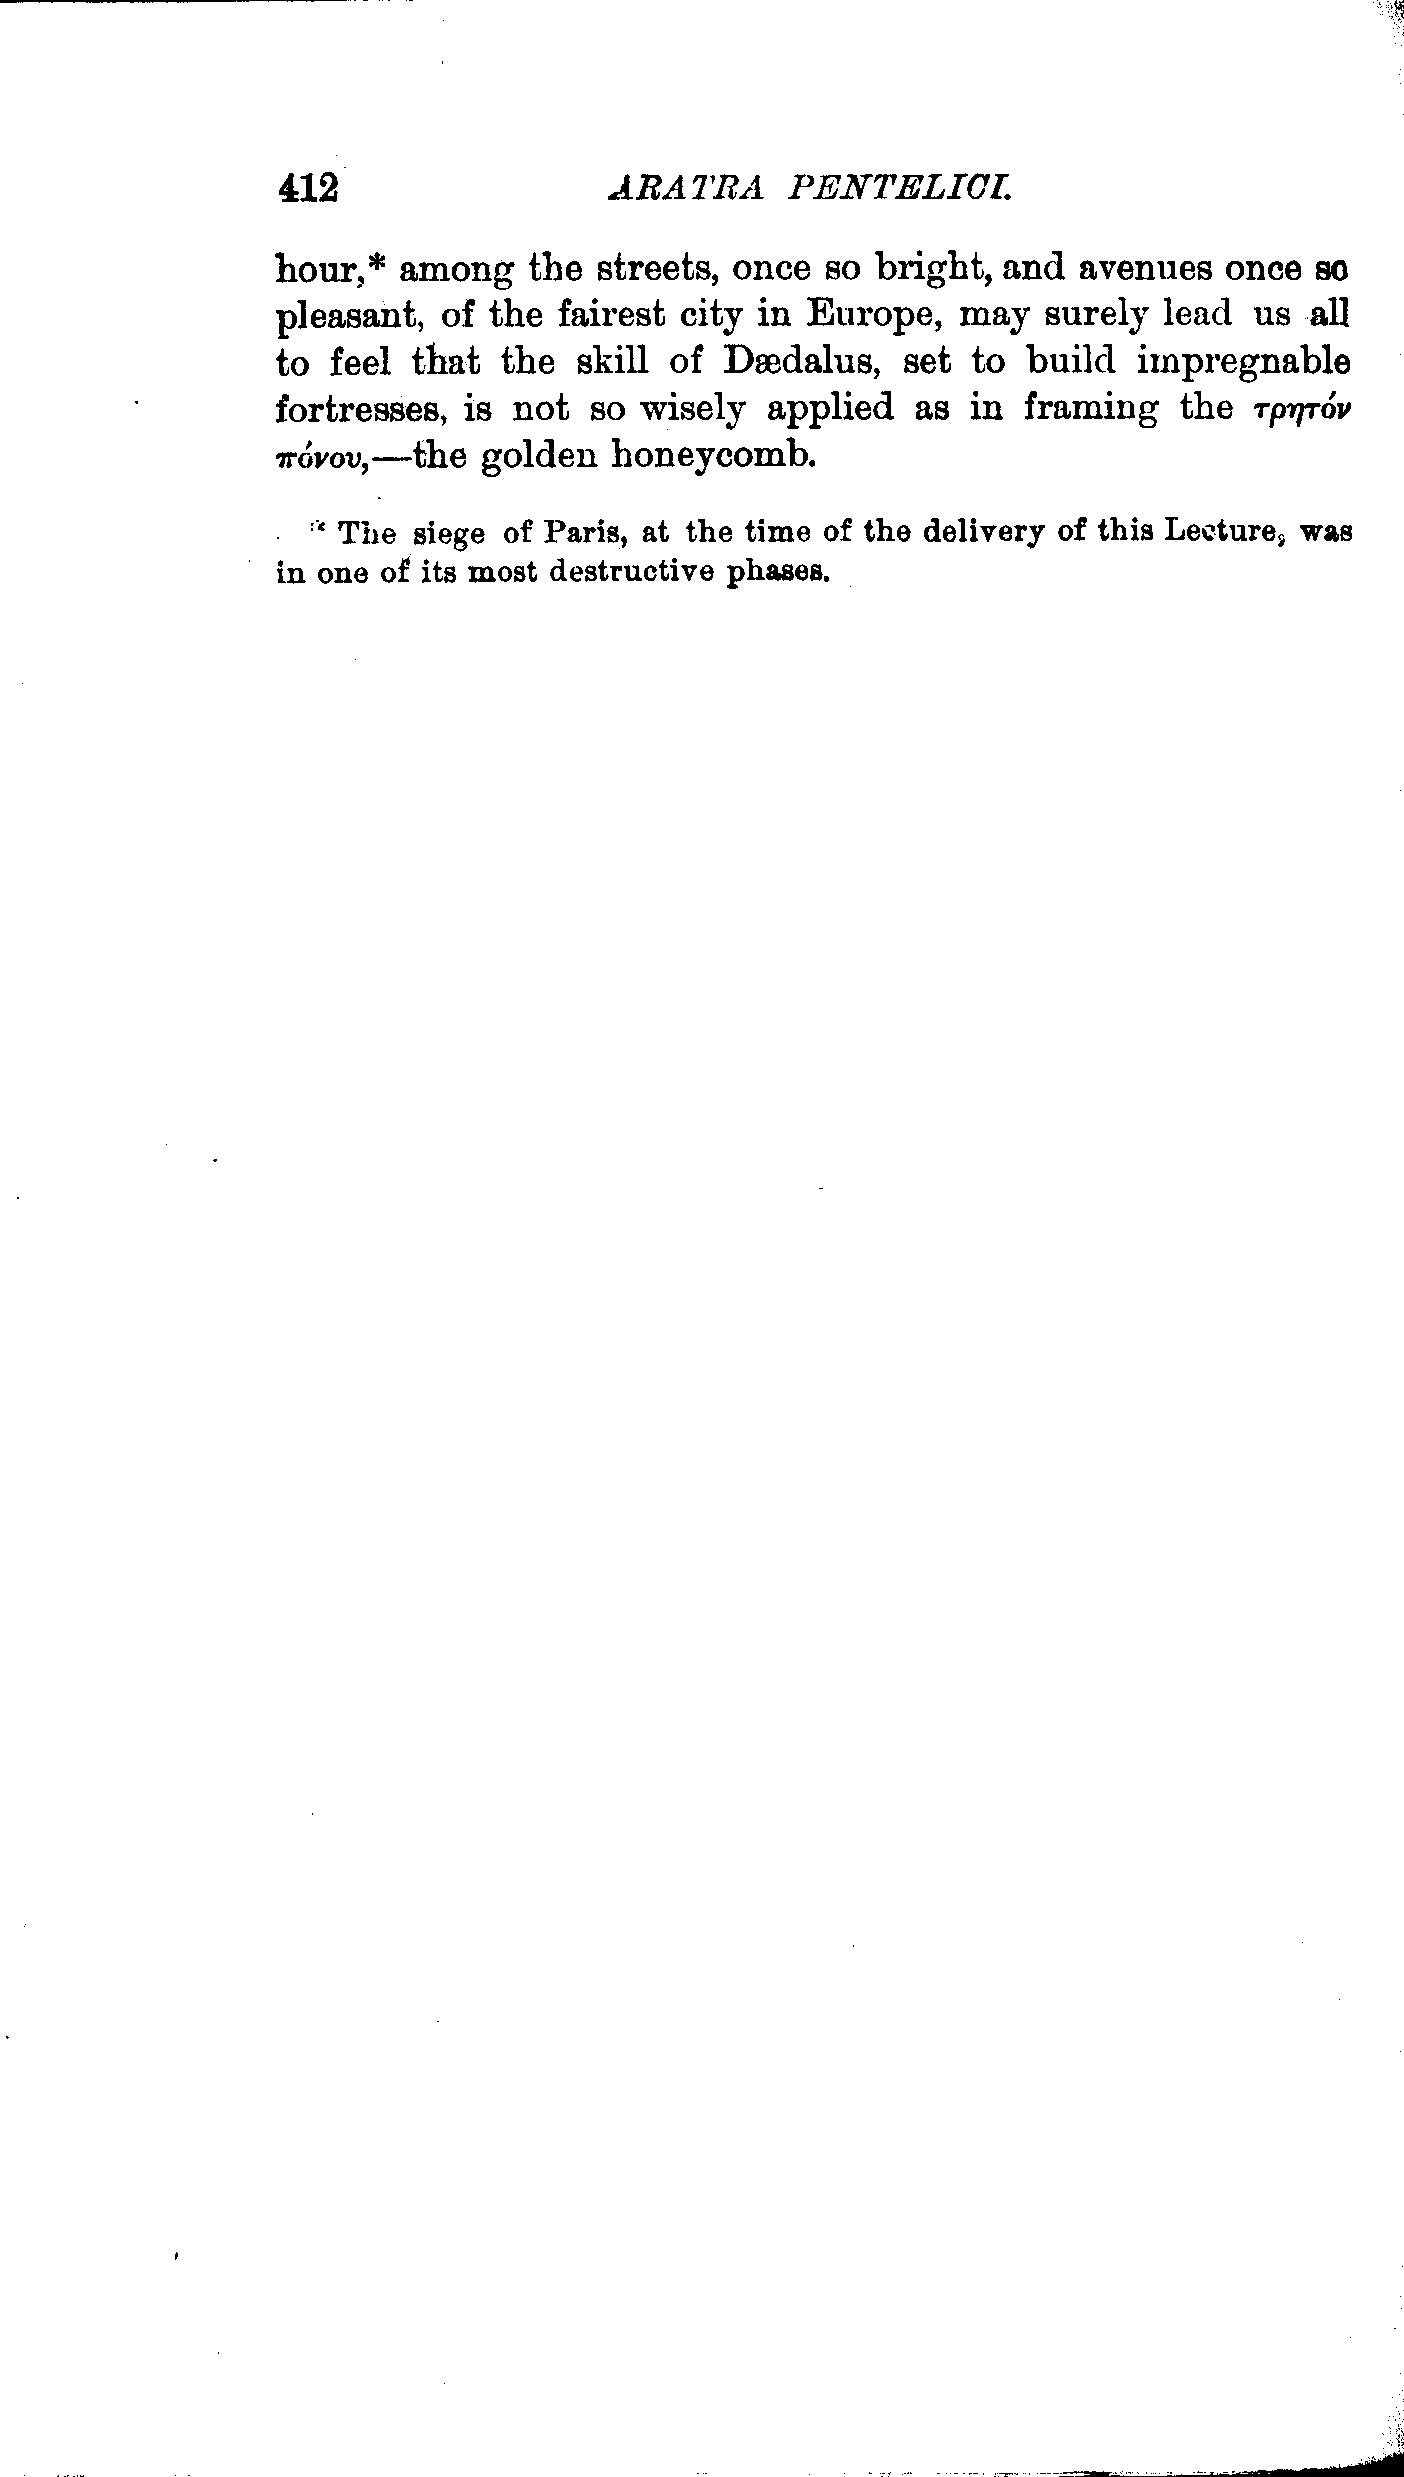 412 ARATRA PENTELICI.
hour,* among the streets, once so bright, and avenues once so
pleasant, of the fairest city in Europe, may surely lead us all
to feel that the skill of Dædalus, set to build impregnable
fortresses, is not so wisely applied as in framing the τρητόν
πόνου,—the golden honeycomb.
* The siege of Paris, at the time of the delivery of this Lecture, was
in one of its most destructive phases.